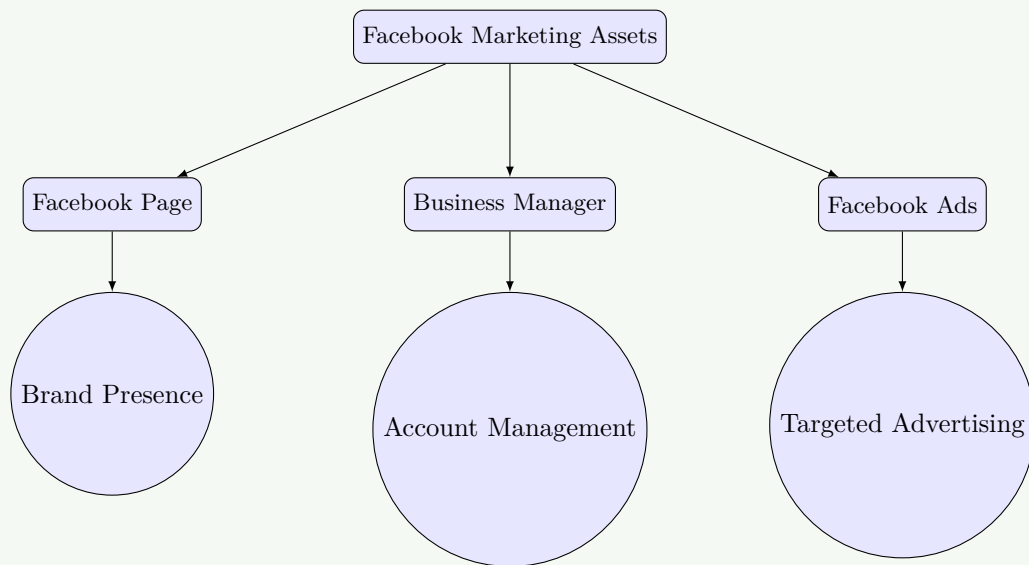 Facebook Marketing Assets
Facebook Page
Business Manager
Facebook Ads
Brand Presence
Account Management
Targeted Advertising